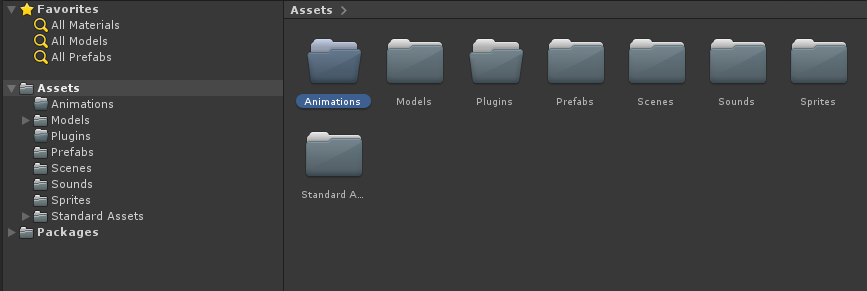 Favorites
All Materials
All Models
All Prefabs
Assets
Animations
Models
Plugins
Prefabs
Scenes
Sounds
Sprites
Standard Assets
Packages
Assets
Animations Models Plugins Prefabs Scenes Sounds Sprites
Standard A...